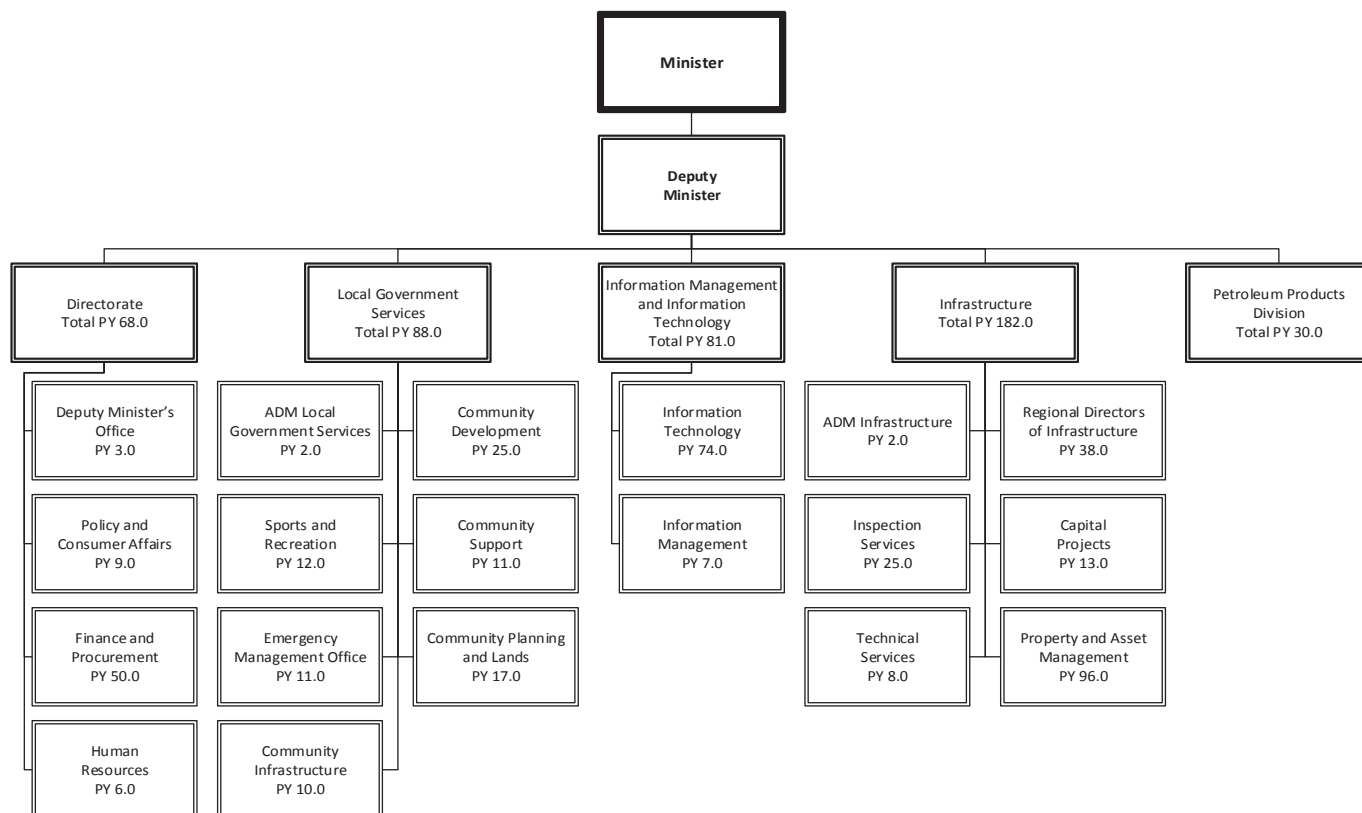 Minister
Deputy
Minister
Directorate
Total PY 68.0
Local Government
Services
Total PY 88.0
Information Management
and Information
Technology
Total PY 81.0
Infrastructure
Total PY 182.0
Petroleum Products
Division
Total PY 30.0
Deputy Minister’s
Office
PY 3.0
ADM Local
Government Services
PY 2.0
Community
Development
PY 25.0
Information
Technology
PY 74.0
ADM Infrastructure
PY 2.0
Regional Directors
of Infrastructure
PY 38.0
Policy and
Consumer Affairs
PY 9.0
Sports and
Recreation
PY 12.0
Community
Support
PY 11.0
Information
Management
PY 7.0
Inspection
Services
PY 25.0
Capital
Projects
PY 13.0
Finance and
Procurement
PY 50.0
Emergency
Management Office
PY 11.0
Community Planning
and Lands
PY 17.0
Technical
Services
PY 8.0
Property and Asset
Management
PY 96.0
Human
Resources
PY 6.0
Community
Infrastructure
PY 10.0